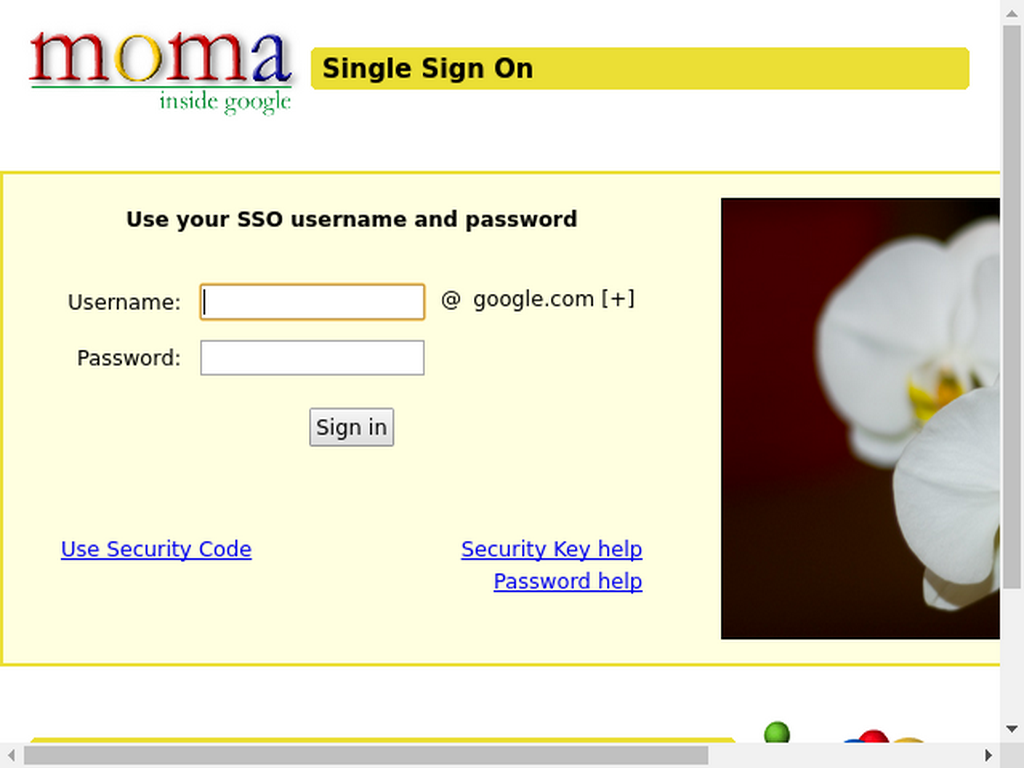 moma
inside google
Single Sign On
Use your SSO username and password
Username: @ google.com [+]
Password:
Sign in
Use Security Code Security Key help
Password help